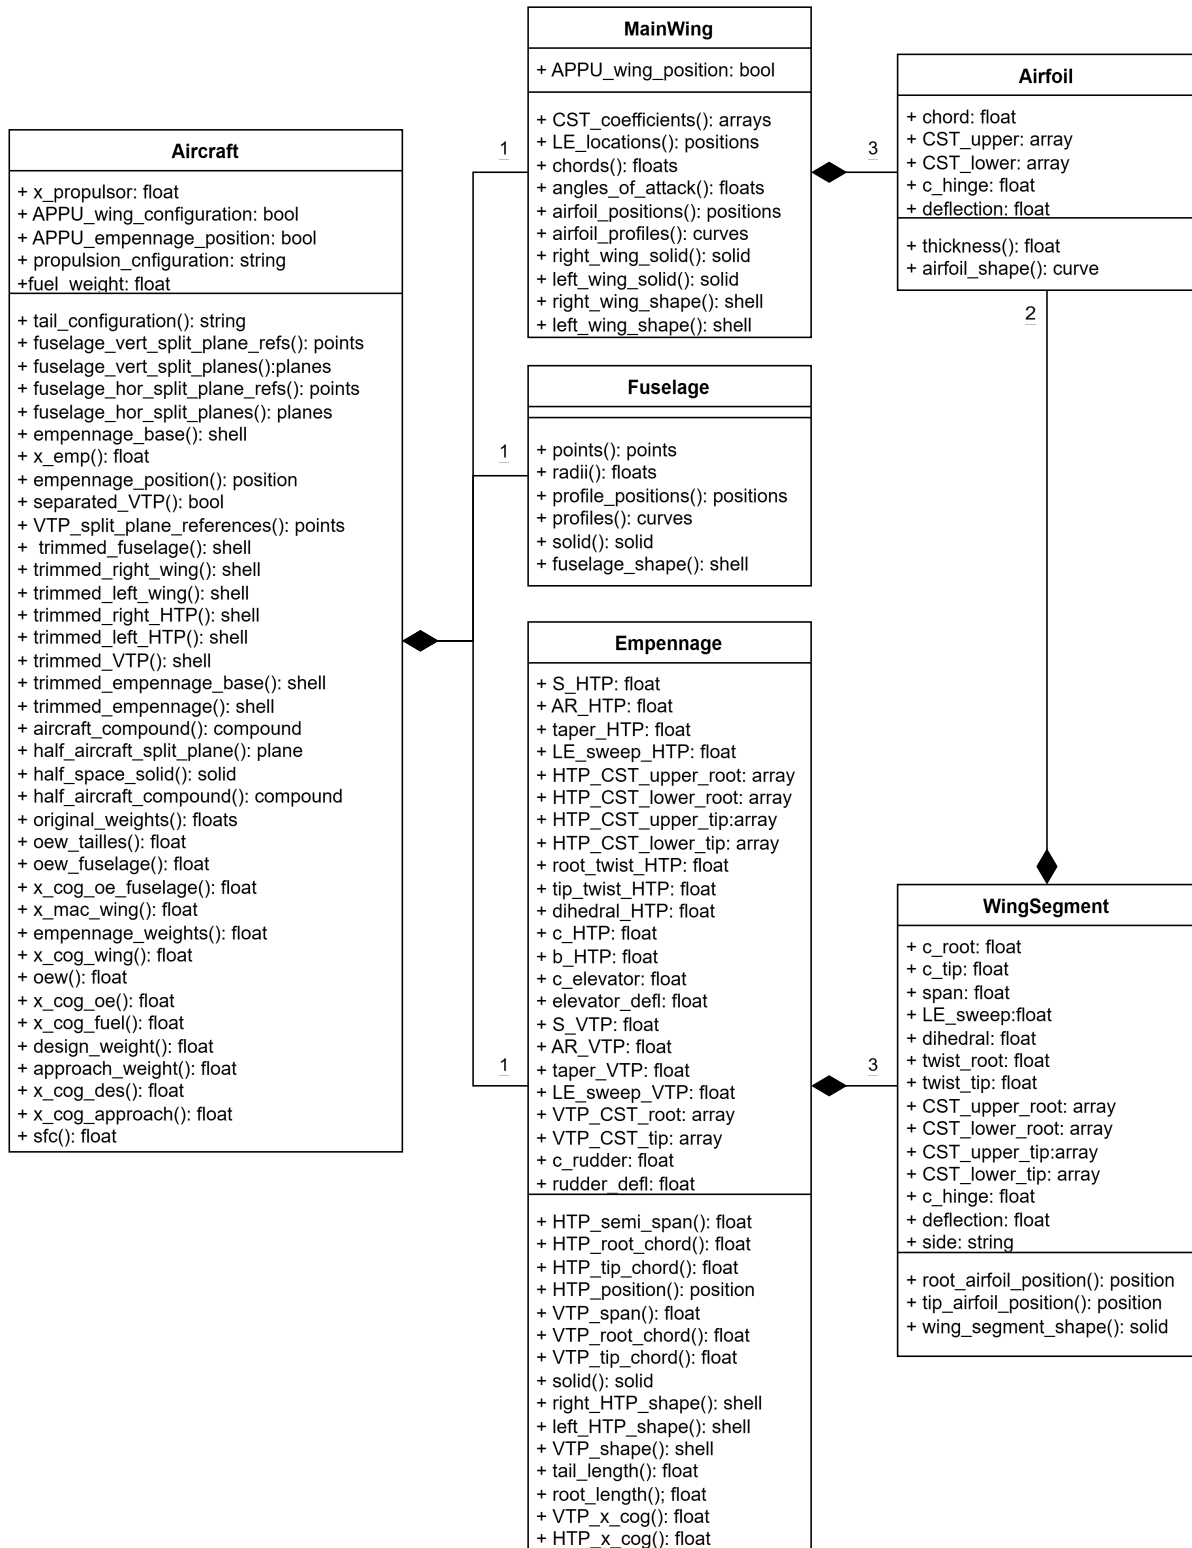 Aircraft
+ x_propulsor: float
+ APPU_wing_configuration: bool
+ APPU_empennage_position: bool
+ propulsion_cnfiguration: string
+fuel_weight: float
+ tail_configuration(): string
+ fuselage_vert_split_plane_refs(): points
+ fuselage_vert_split_planes():planes
+ fuselage_hor_split_plane_refs(): points
+ fuselage_hor_split_planes(): planes
+ empennage_base(): shell
+ x_emp(): float
+ empennage_position(): position
+ separated_VTP(): bool
+ VTP_split_plane_references(): points
+ trimmed_fuselage(): shell
+ trimmed_right_wing(): shell
+ trimmed_left_wing(): shell
+ trimmed_right_HTP(): shell
+ trimmed_left_HTP(): shell
+ trimmed_VTP(): shell
+ trimmed_empennage_base(): shell
+ trimmed_empennage(): shell
+ aircraft_compound(): compound
+ half_aircraft_split_plane(): plane
+ half_space_solid(): solid
+ half_aircraft_compound(): compound
+ original_weights(): floats
+ oew_tailles(): float
+ oew_fuselage(): float
+ x_cog_oe_fuselage(): float
+ x_mac_wing(): float
+ empennage_weights(): float
+ x_cog_wing(): float
+ oew(): float
+ x_cog_oe(): float
+ x_cog_fuel(): float
+ design_weight(): float
+ approach_weight(): float
+ x_cog_des(): float
+ x_cog_approach(): float
+ sfc(): float
1
1
1
MainWing
+ APPU_wing_position: bool
+ CST_coefficients(): arrays
+ LE_locations(): positions
+ chords(): floats
+ angles_of_attack(): floats
+ airfoil_positions(): positions
+ airfoil_profiles(): curves
+ right_wing_solid(): solid
+ left_wing_solid(): solid
+ right_wing_shape(): shell
+ left_wing_shape(): shell
Fuselage
+ points(): points
+ radii(): floats
+ profile_positions(): positions
+ profiles(): curves
+ solid(): solid
+ fuselage_shape(): shell
Empennage
+ S_HTP: float
+ AR_HTP: float
+ taper_HTP: float
+ LE_sweep_HTP: float
+ HTP_CST_upper_root: array
+ HTP_CST_lower_root: array
+ HTP_CST_upper_tip:array
+ HTP_CST_lower_tip: array
+ root_twist_HTP: float
+ tip_twist_HTP: float
+ dihedral_HTP: float
+ c_HTP: float
+ b_HTP: float
+ c_elevator: float
+ elevator_defl: float
+ S_VTP: float
+ AR_VTP: float
+ taper_VTP: float
+ LE_sweep_VTP: float
+ VTP_CST_root: array
+ VTP_CST_tip: array
+ c_rudder: float
+ rudder_defl: float
+ HTP_semi_span(): float
+ HTP_root_chord(): float
+ HTP_tip_chord(): float
+ HTP_position(): position
+ VTP_span(): float
+ VTP_root_chord(): float
+ VTP_tip_chord(): float
+ solid(): solid
+ right_HTP_shape(): shell
+ left_HTP_shape(): shell
+ VTP_shape(): shell
+ tail_length(): float
+ root_length(); float
+ VTP_x_cog(): float
+ HTP_x_cog(): float
3
3
Airfoil
+ chord: float
+ CST_upper: array
+ CST_lower: array
+ c_hinge: float
+ deflection: float
+ thickness(): float
+ airfoil_shape(): curve
2
WingSegment
+ c_root: float
+ c_tip: float
+ span: float
+ LE_sweep:float
+ dihedral: float
+ twist_root: float
+ twist_tip: float
+ CST_upper_root: array
+ CST_lower_root: array
+ CST_upper_tip:array
+ CST_lower_tip: array
+ c_hinge: float
+ deflection: float
+ side: string
+ root_airfoil_position(): position
+ tip_airfoil_position(): position
+ wing_segment_shape(): solid